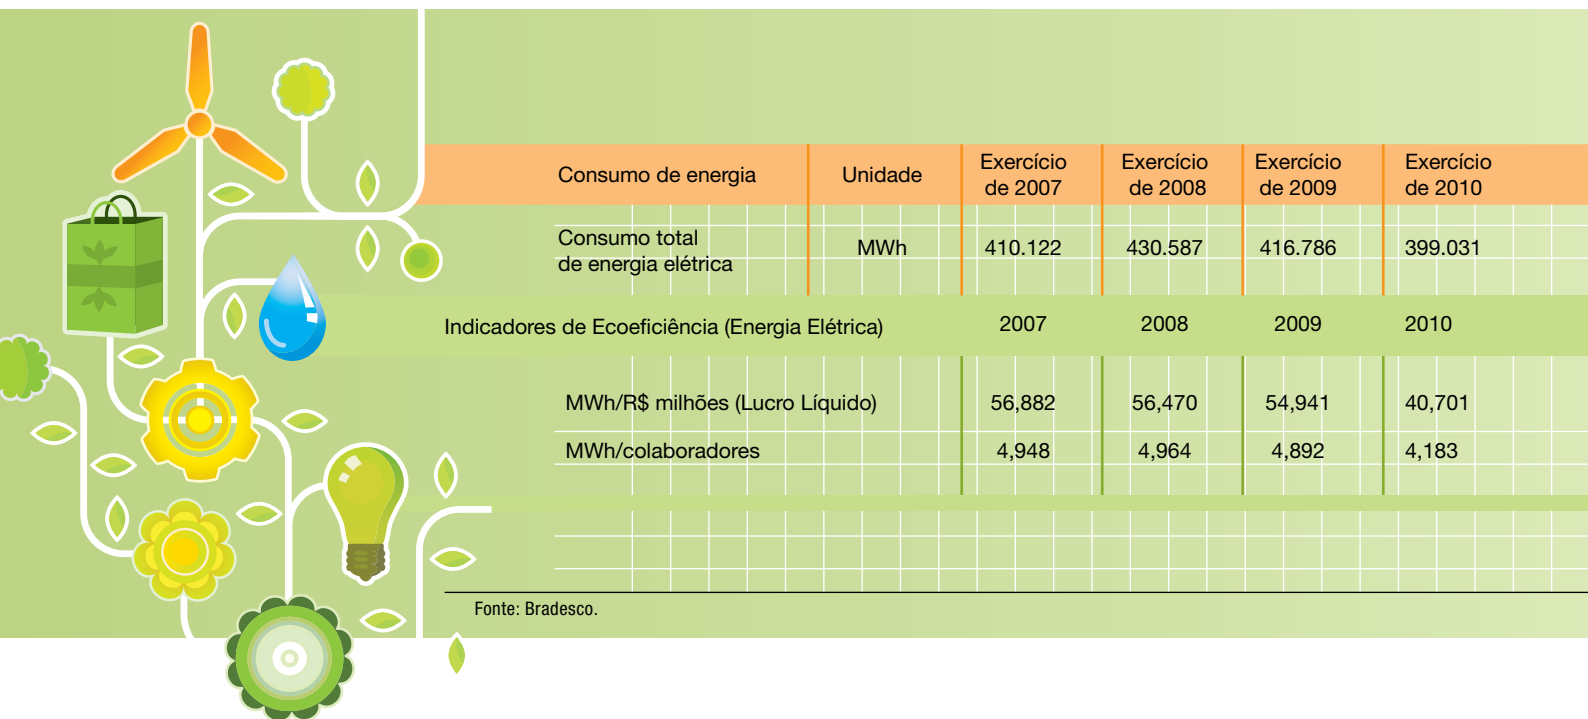 Consumo de energia Unidade Exercício de 2007 Exercício de 2008 Exercício de 2009 Exercício de 2010
Consumo total de energia elétrica MWh 410.122 430.587 416.786 399.031
Indicadores de Ecoeficiência (Energia Elétrica) 2007 2008 2009 2010
MWh/R$ milhões (Lucro Líquido) 56,882 56,470 54,941 40,701
MWh/colaboradores 4,948 4,964 4,892 4,183
Fonte: Bradesco.